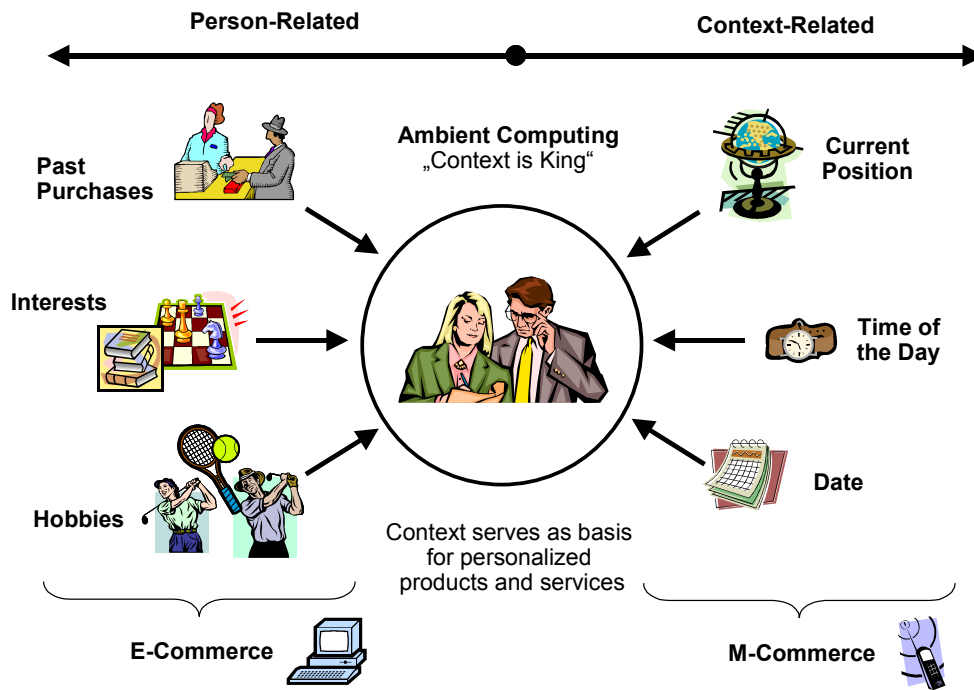 Person-Related
Context-Related
Ambient Computing
„Context is King“
Past
Purchases
Current
Position
Interests
Time of
the Day
Hobbies
Date
Context serves as basis
for personalized
products and services
E-Commerce
M-Commerce